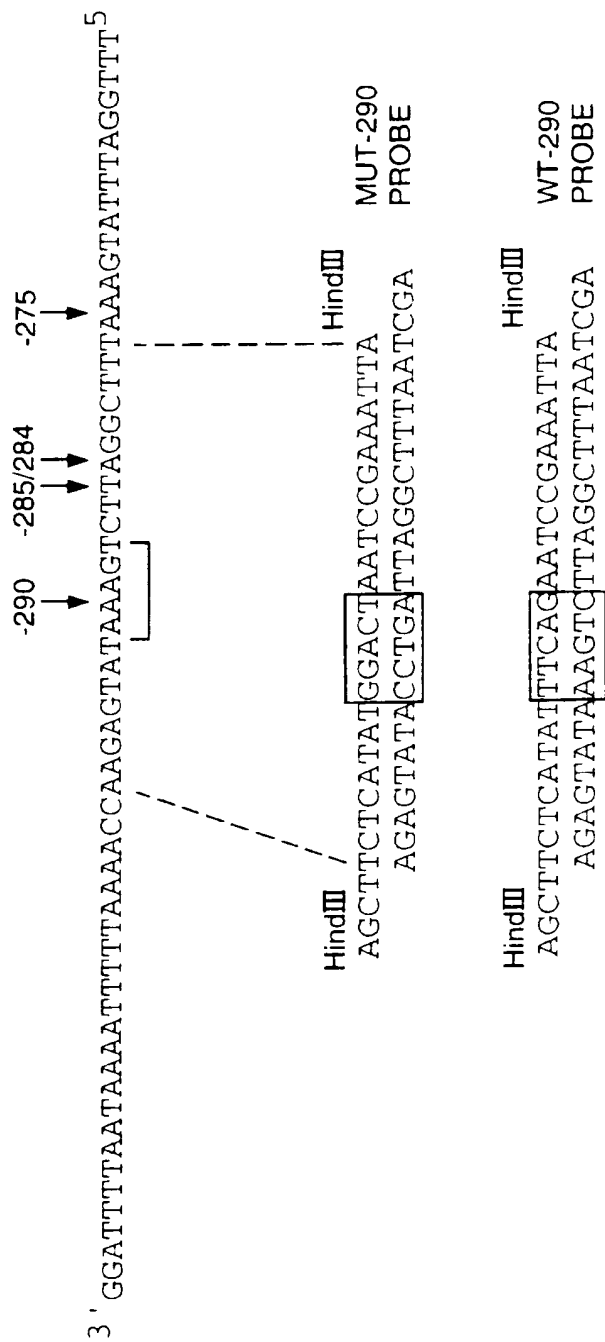 -290 -285/284 -275
3 ' GGATTTTAATAAAATTTTTAAAACCAAGAGTATAAAGTCTTAGGCTTTAAAGTATTTAGGTTT 5
HindⅢ HindⅢ
AGCTTCTCATATGGACTAATCCGAAATTA MUT-290
AGAGTATACCTGATTAGGCTTTAATCGA PROBE
HindⅢ HindⅢ
AGCTTCTCATATTTCAGAATCCGAAATTA WT-290
AGAGTATAAAGTCTTAGGCTTTAATCGA PROBE